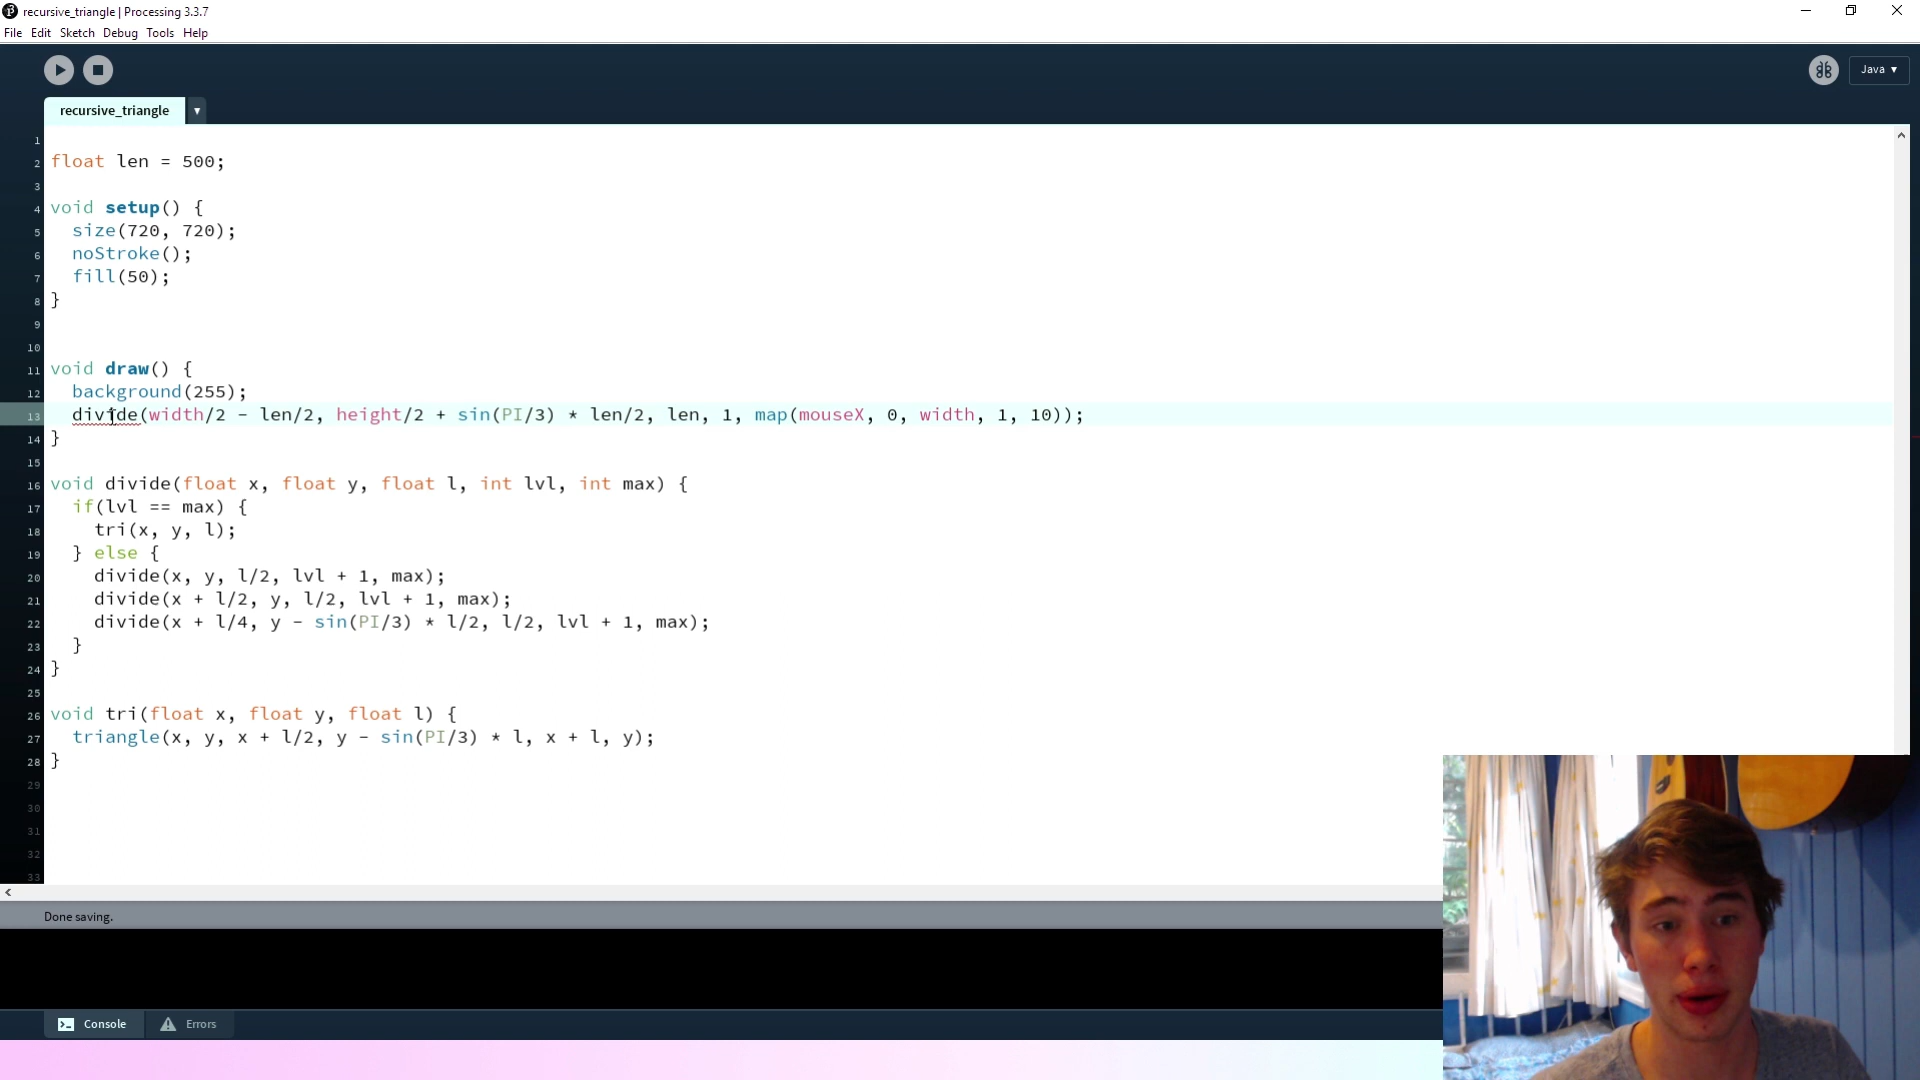 recursive_triangle | Processing 3.3.7
File Edit Sketch Debug Tools Help
Java ▼
recursive_triangle ▼
1
2 float len = 500;
3
4 void setup() {
5 size(720, 720);
6 noStroke();
7 fill(50);
8 }
9
10
11 void draw() {
12 background(255);
13 divide(width/2 - len/2, height/2 + sin(PI/3) * len/2, len, 1, map(mouseX, 0, width, 1, 10));
14 }
15
16 void divide(float x, float y, float l, int lvl, int max) {
17 if(lvl == max) {
18 tri(x, y, l);
19 } else {
20 divide(x, y, l/2, lvl + 1, max);
21 divide(x + l/2, y, l/2, lvl + 1, max);
22 divide(x + l/4, y - sin(PI/3) * l/2, l/2, lvl + 1, max);
23 }
24 }
25
26 void tri(float x, float y, float l) {
27 triangle(x, y, x + l/2, y - sin(PI/3) * l, x + l, y);
28 }
29
30
31
32
33
Done saving.
Console Errors